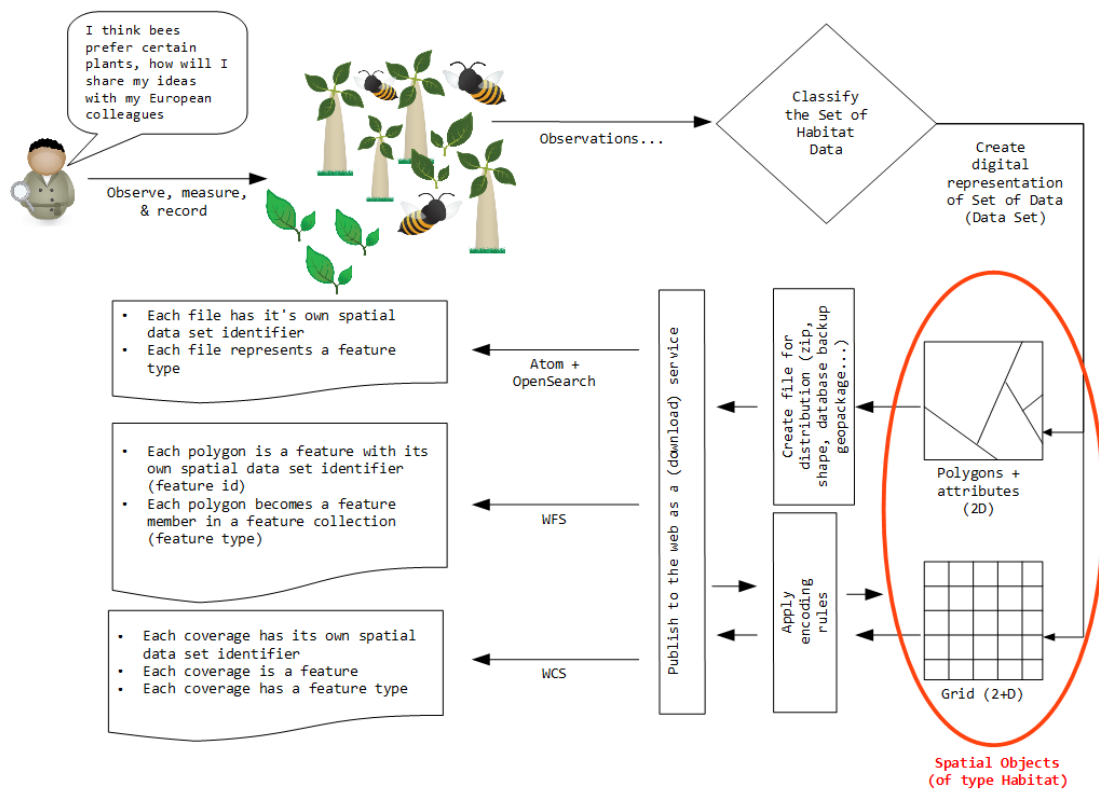 I think bees
prefer certain
plants, how will I
share my ideas
with my European
colleagues
Observe, measure,
& record
Observations...
Classify
the Set of
Habitat
Data
Create
digital
representation
of Set of Data
(Data Set)
• Each file has it's own spatial
data set identifier
• Each file represents a feature
type
Atom +
OpenSearch
Publish to the web as a (download) service
Create file for
distribution (zip,
shape, database backup
geopackage...)
Polygons +
attributes
(2D)
• Each polygon is a feature with its
own spatial data set identifier
(feature id)
• Each polygon becomes a feature
member in a feature collection
(feature type)
WFS
Apply
encoding
rules
• Each coverage has its own spatial
data set identifier
• Each coverage is a feature
• Each coverage has a feature type
WCS
Grid (2+D)
Spatial Objects
(of type Habitat)